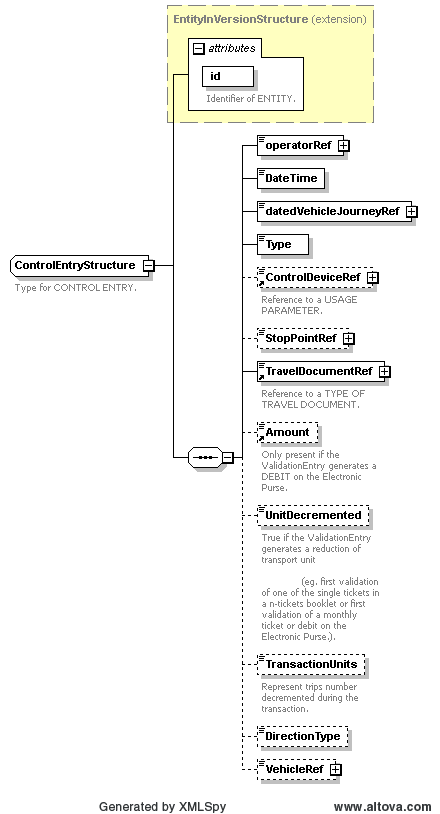 EntityInVersionStructure (extension)
attributes
id
Identifier of ENTITY.
operatorRef
DateTime
datedVehicleJourneyRef
Type
ControlEntryStructure
Type for CONTROL ENTRY.
ControlDeviceRef
Reference to a USAGE
PARAMETER.
StopPointRef
TravelDocumentRef
Reference to a TYPE OF
TRAVEL DOCUMENT.
Amount
Only present if the
ValidationEntry generates a
DEBIT on the Electronic
Purse.
UnitDecremented
True if the ValidationEntry
generates a reduction of
transport unit
(eg. first validation
of one of the single tickets in
a n-tickets booklet or first
validation of a monthly
ticket or debit on the
Electronic Purse.).
TransactionUnits
Represent trips number
decremented during the
transaction.
DirectionType
VehicleRef
Generated by XMLSpy
www.altova.com